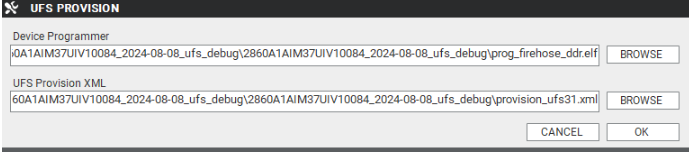 UFS PROVISION
Device Programmer
0A1AIM37UIV10084_2024-08-08_ufs_debug\2860A1AIM37UIV10084_2024-08-08_ufs_debug\prog_firehose_ddr.elf BROWSE
UFS Provision XML
60A1AIM37UIV10084_2024-08-08_ufs_debug\2860A1AIM37UIV10084_2024-08-08_ufs_debug\provision_ufs31.xml BROWSE
CANCEL OK